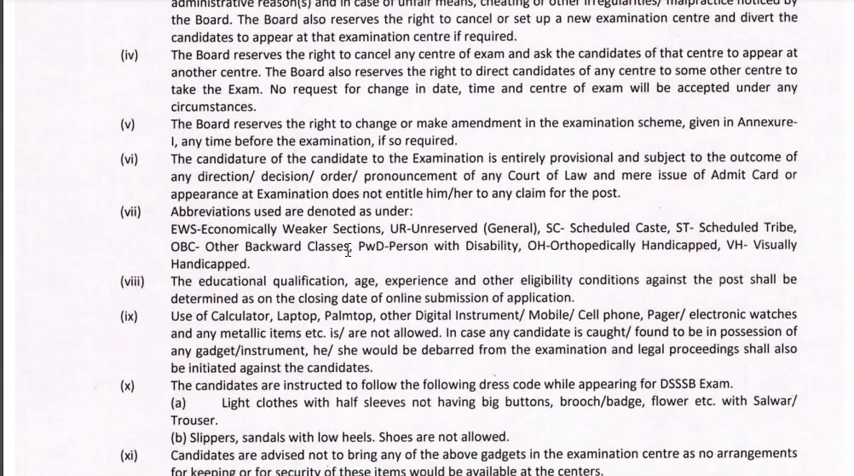 administrative reason(s) and in case of unfair means, cheating or other irregularities/ malpractice noticed by
the Board. The Board also reserves the right to cancel or set up a new examination centre and divert the
candidates to appear at that examination centre if required.
(iv) The Board reserves the right to cancel any centre of exam and ask the candidates of that centre to appear at
another centre. The Board also reserves the right to direct candidates of any centre to some other centre to
take the Exam. No request for change in date, time and centre of exam will be accepted under any
circumstances.
(v) The Board reserves the right to change or make amendment in the examination scheme, given in Annexure-
I, any time before the examination, if so required.
(vi) The candidature of the candidate to the Examination is entirely provisional and subject to the outcome of
any direction/ decision/ order/ pronouncement of any Court of Law and mere issue of Admit Card or
appearance at Examination does not entitle him/her to any claim for the post.
(vii) Abbreviations used are denoted as under:
EWS-Economically Weaker Sections, UR-Unreserved (General), SC- Scheduled Caste, ST- Scheduled Tribe,
OBC- Other Backward Classes, PwD-Person with Disability, OH-Orthopedically Handicapped, VH- Visually
Handicapped.
(viii) The educational qualification, age, experience and other eligibility conditions against the post shall be
determined as on the closing date of online submission of application.
(ix) Use of Calculator, Laptop, Palmtop, other Digital Instrument/ Mobile/ Cell phone, Pager/ electronic watches
and any metallic items etc. is/ are not allowed. In case any candidate is caught/ found to be in possession of
any gadget/instrument, he/ she would be debarred from the examination and legal proceedings shall also
be initiated against the candidates.
(x) The candidates are instructed to follow the following dress code while appearing for DSSSB Exam.
(a) Light clothes with half sleeves not having big buttons, brooch/badge, flower etc. with Salwar/
Trouser.
(b) Slippers, sandals with low heels. Shoes are not allowed.
(xi) Candidates are advised not to bring any of the above gadgets in the examination centre as no arrangements
for keeping or for security of these items would be available at the centers.